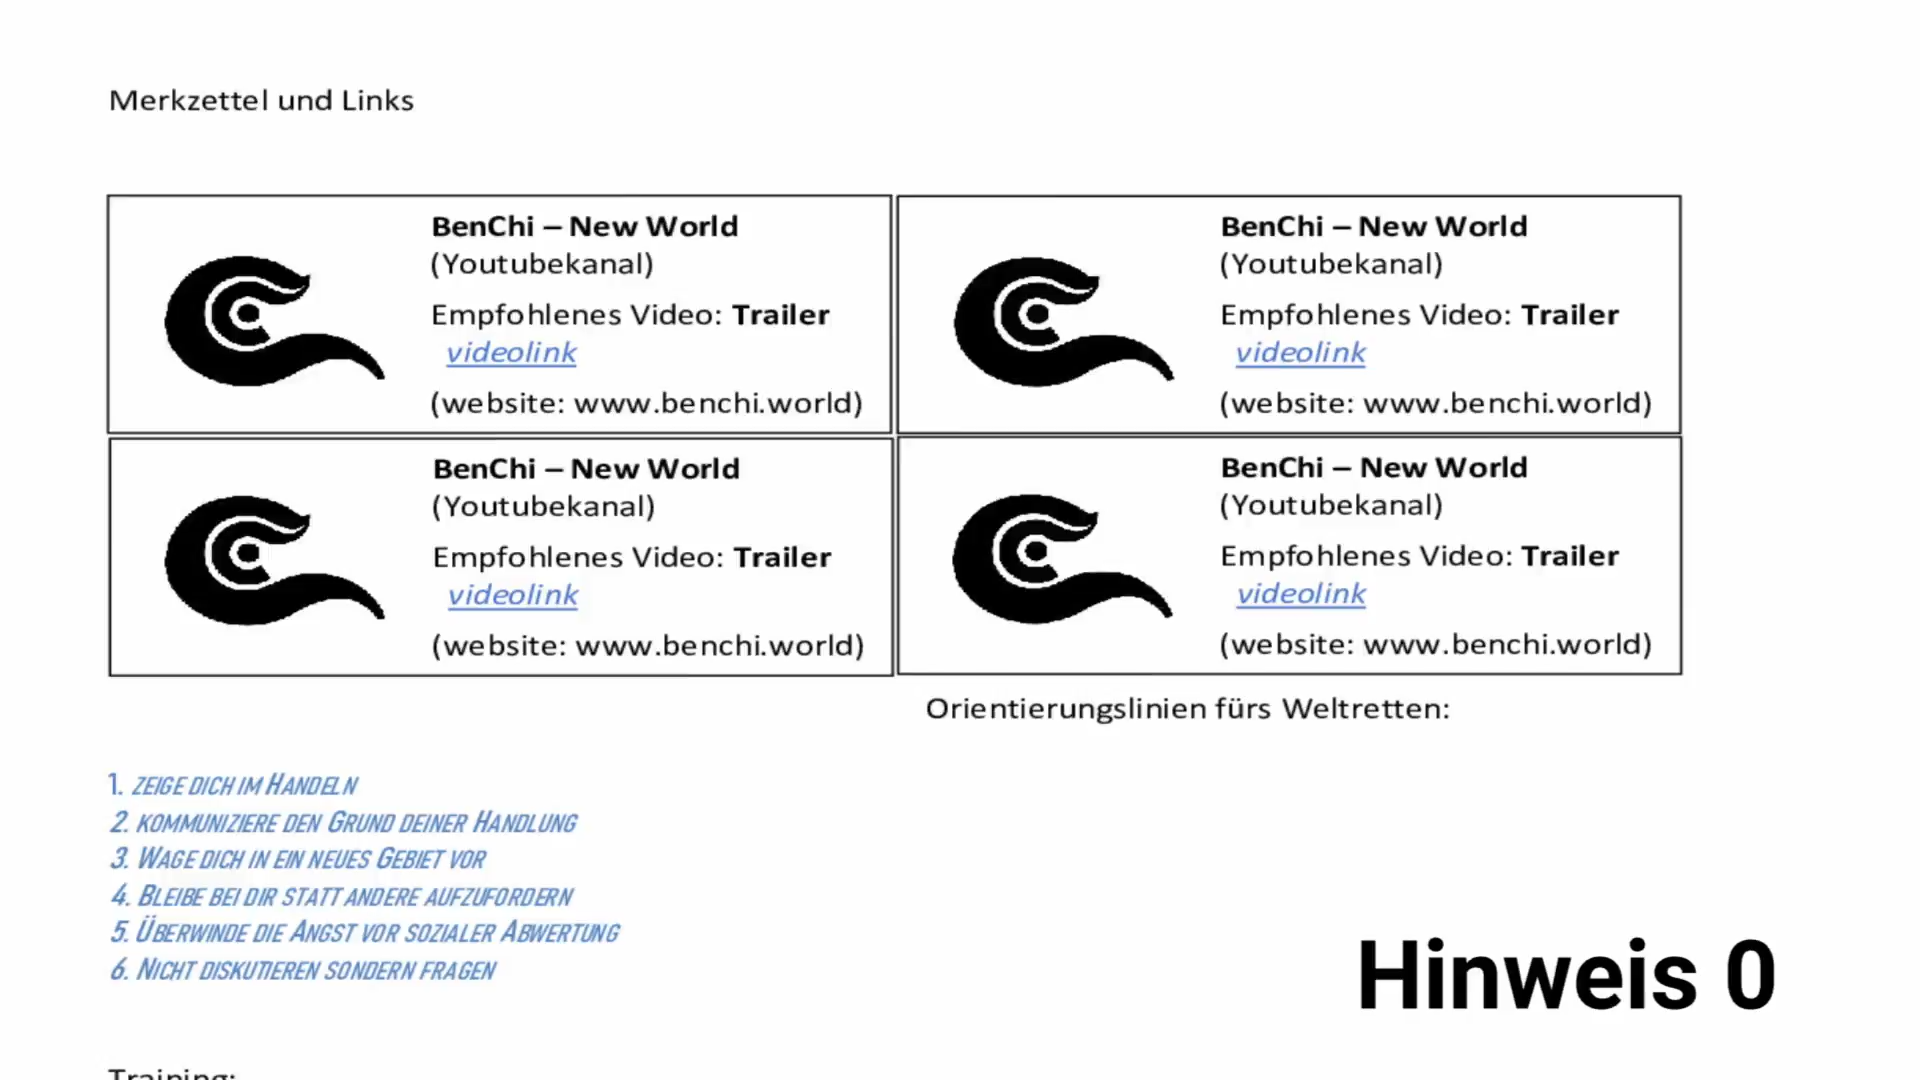 Merkzettel und Links
BenChi – New World
(Youtubekanal)
Empfohlenes Video: Trailer
videolink
(website: www.benchi.world)
BenChi – New World
(Youtubekanal)
Empfohlenes Video: Trailer
videolink
(website: www.benchi.world)
BenChi – New World
(Youtubekanal)
Empfohlenes Video: Trailer
videolink
(website: www.benchi.world)
BenChi – New World
(Youtubekanal)
Empfohlenes Video: Trailer
videolink
(website: www.benchi.world)
Orientierungslinien fürs Weltretten:
1. ZEIGE DICH IM HANDELN
2. KOMMUNIZIERE DEN GRUND DEINER HANDLUNG
3. WAGE DICH IN EIN NEUES GEBIET VOR
4. BLEIBE BEI DIR STATT ANDERE AUFZUFORDERN
5. ÜBERWINDE DIE ANGST VOR SOZIALER ABWERTUNG
6. NICHT DISKUTIEREN SONDERN FRAGEN
Hinweis 0
Training: